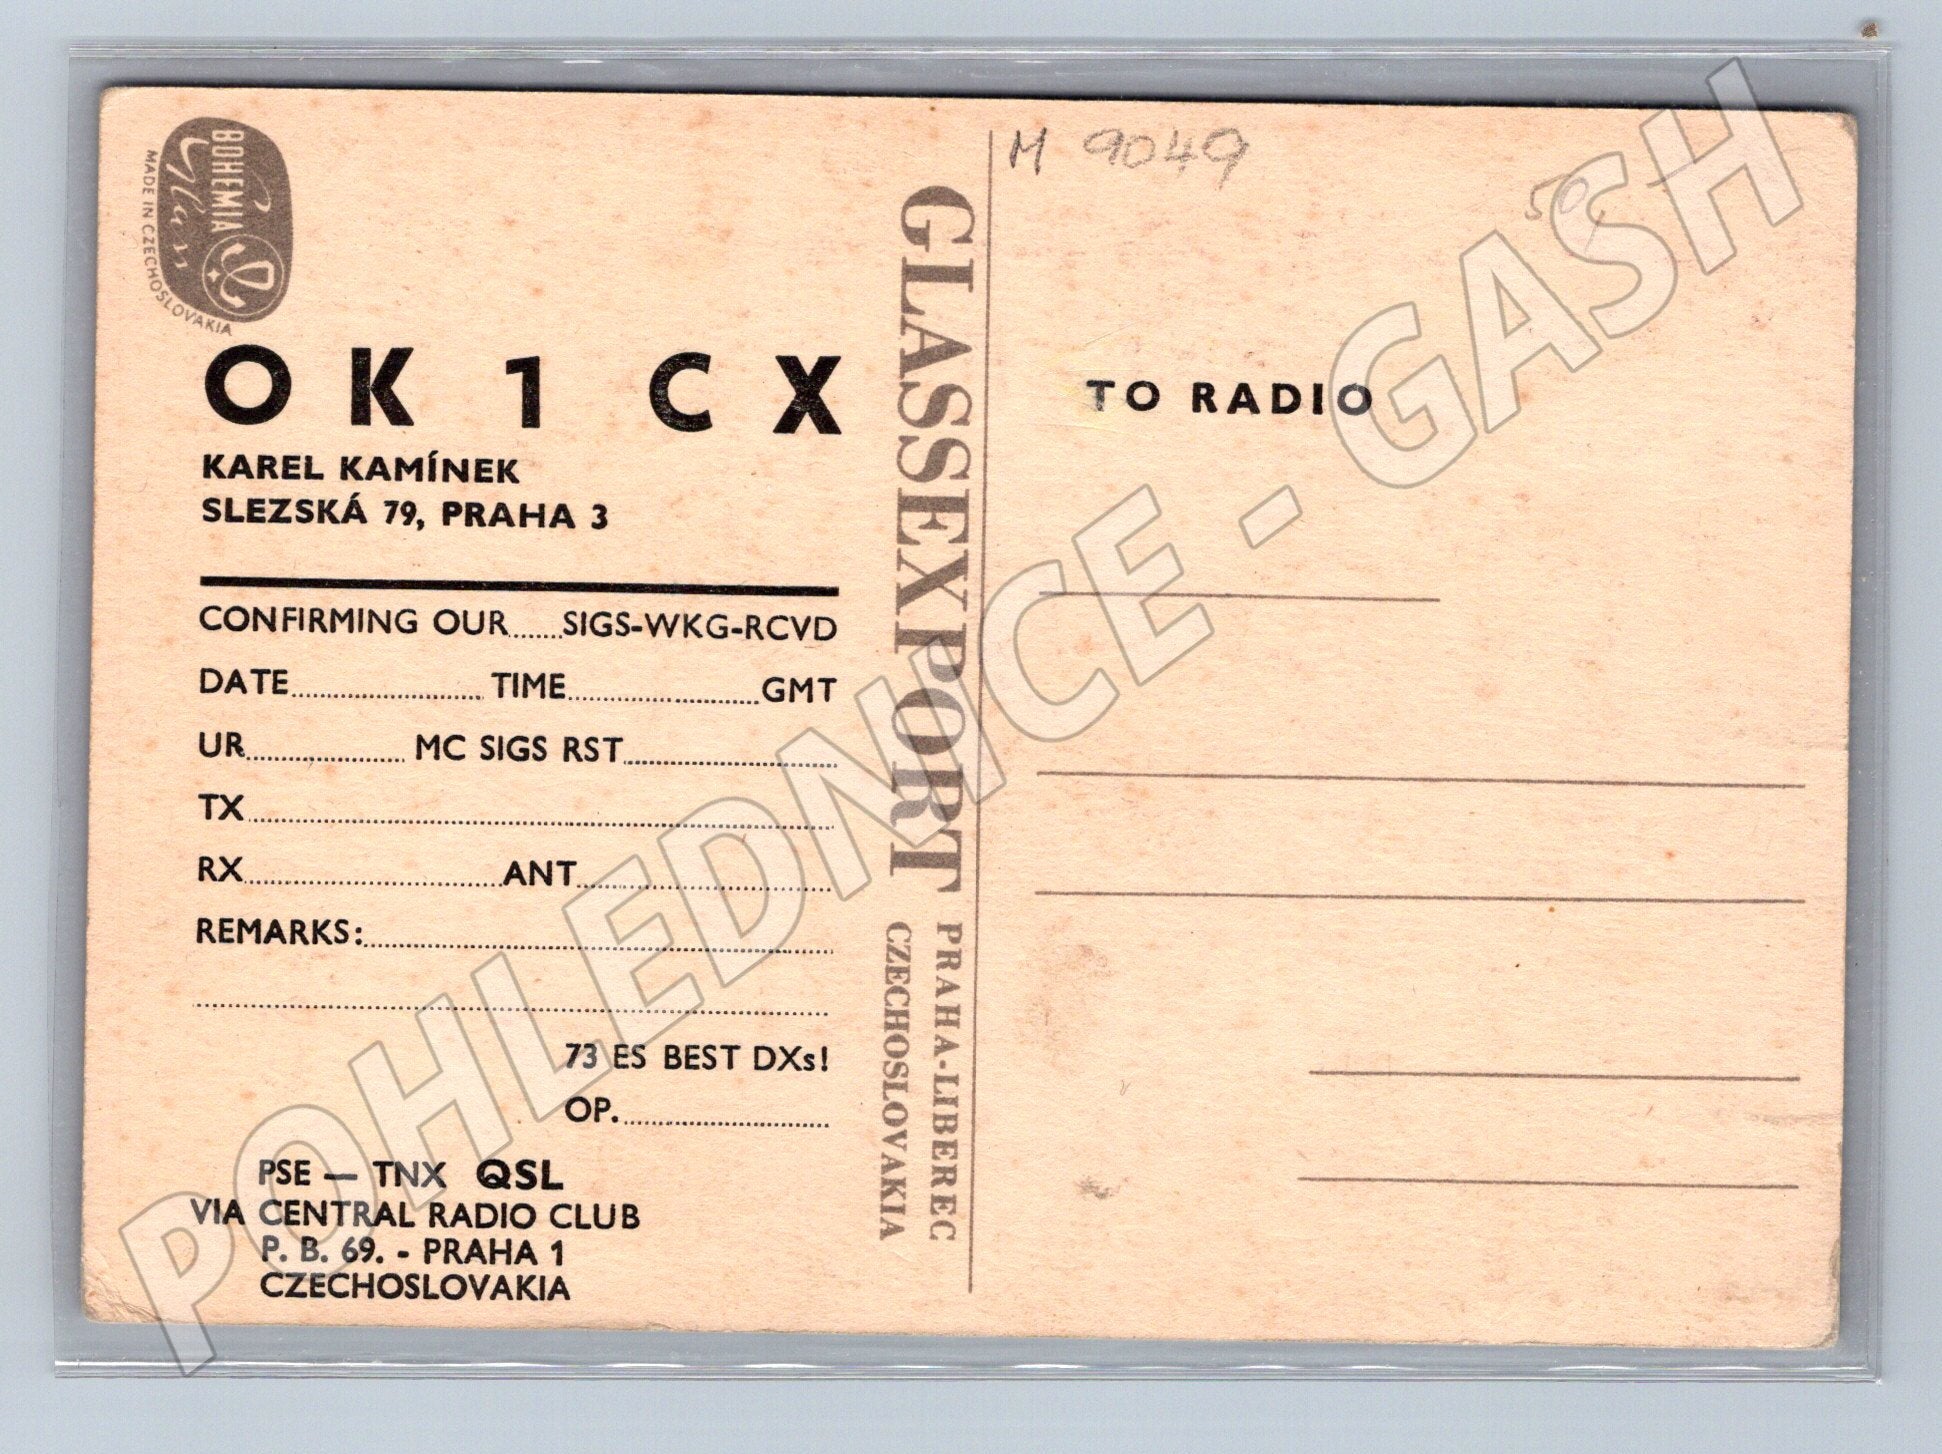 BOHEMIA
Glass
MADE IN CZECHOSLOVAKIA
OK 1 CX
KAREL KAMÍNEK
SLEZSKÁ 79, PRAHA 3
CONFIRMING OUR.......SIGS-WKG-RCVD
DATE.......... TIME..........GMT
UR.......... MC SIGS RST..........
TX..........
RX..........ANT..........
REMARKS:..........
73 ES BEST DXs!
OP...........
PSE — TNX QSL
VIA CENTRAL RADIO CLUB
P. B. 69. - PRAHA 1
CZECHOSLOVAKIA
GLASSEXPORT
PRAHA-LIBEREC
CZECHOSLOVAKIA
M 9049
50,-
TO RADIO
POHLEDNICE - GASH